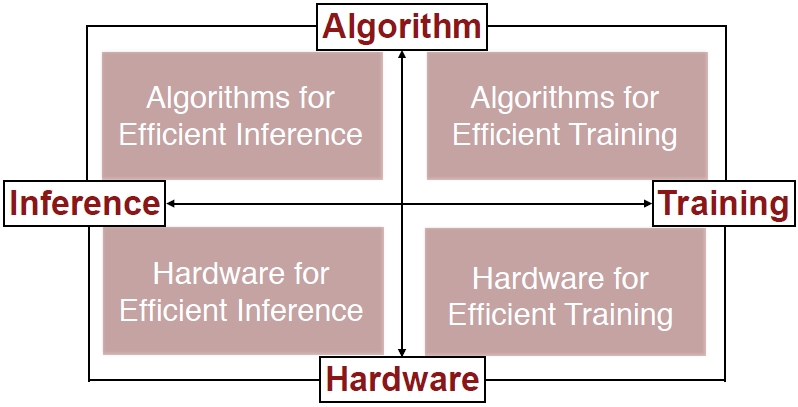 Algorithm
Algorithms for
Efficient Inference
Algorithms for
Efficient Training
Inference
Training
Hardware for
Efficient Inference
Hardware for
Efficient Training
Hardware